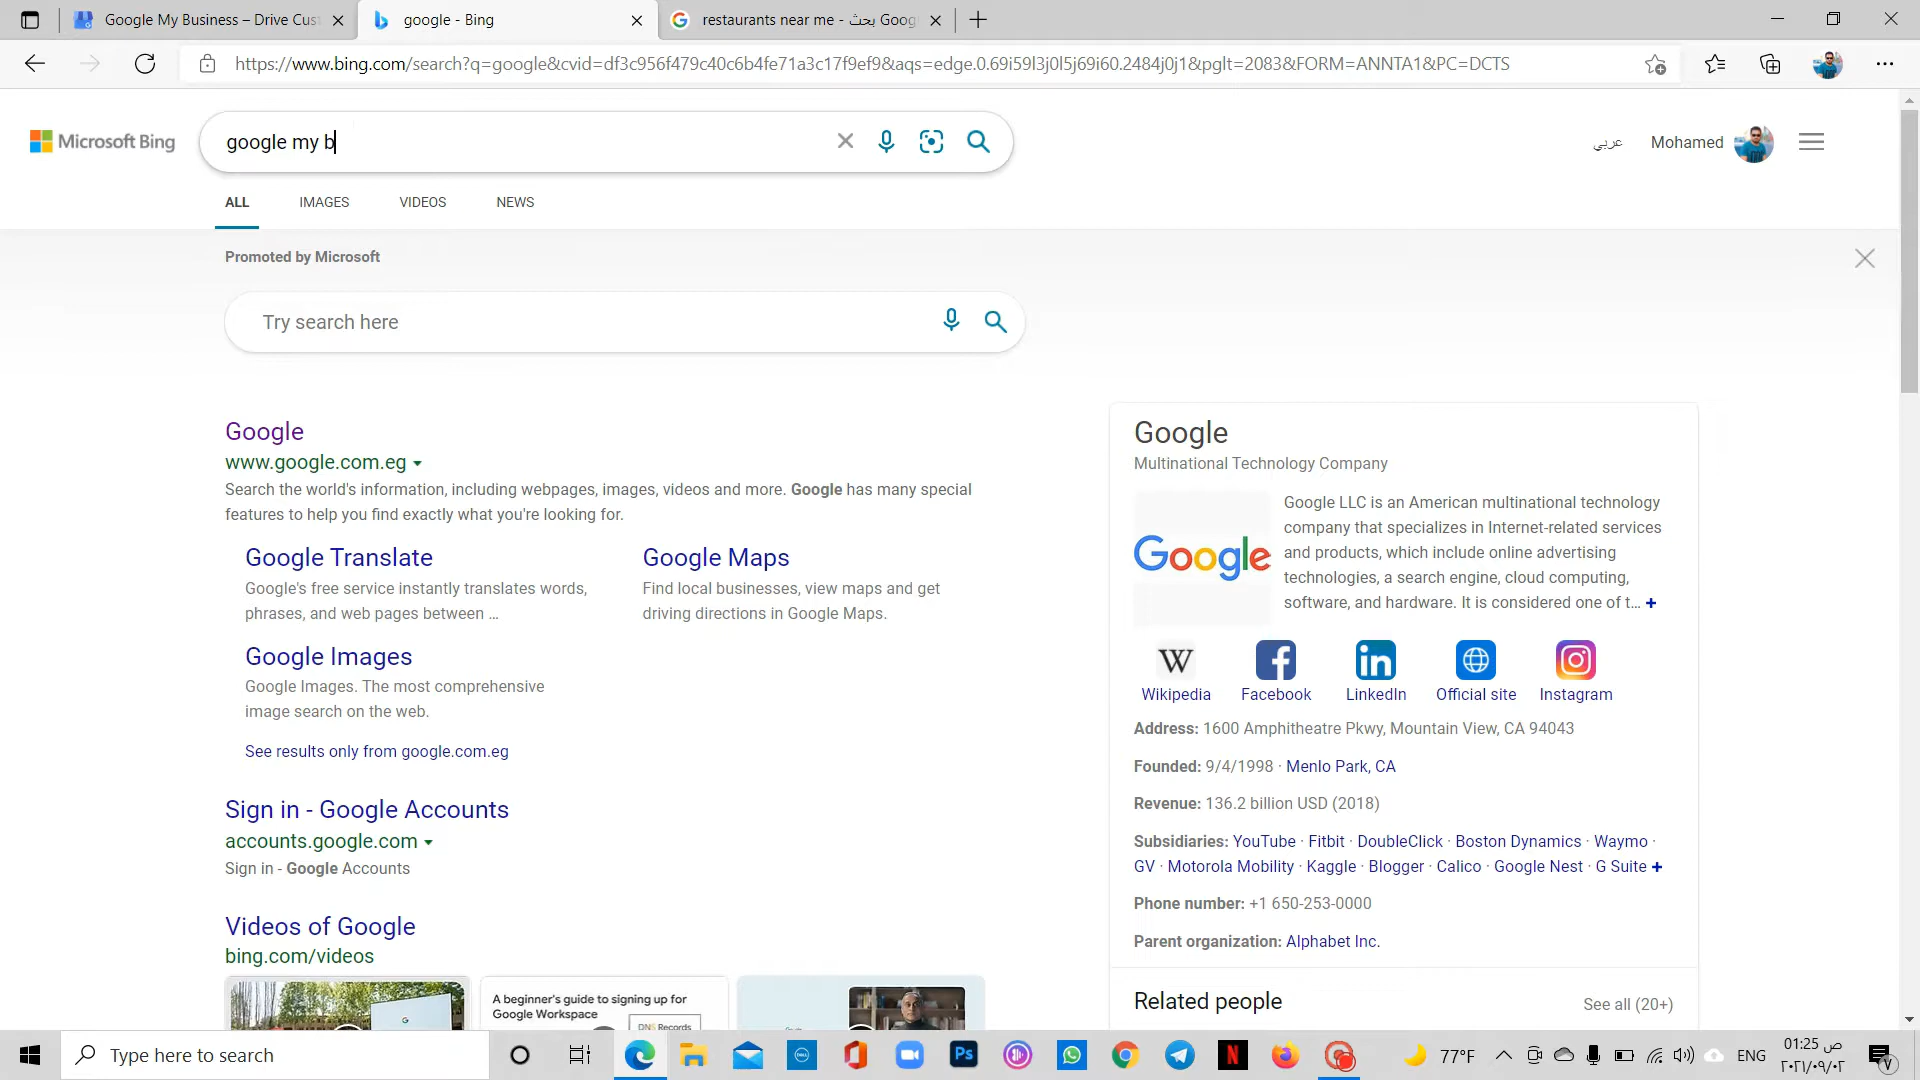 Google My Business – Drive Cus
google - Bing
restaurants near me - بحث Goog
https://www.bing.com/search?q=google&cvid=df3c956f479c40c6b4fe71a3c17f9ef9&aqs=edge.0.69i59l3j0l5j69i60.2484j0j1&pglt=2083&FORM=ANNTA1&PC=DCTS
Microsoft Bing
google my b
عربي
Mohamed
ALL
IMAGES
VIDEOS
NEWS
Promoted by Microsoft
Try search here
Google
www.google.com.eg
Search the world's information, including webpages, images, videos and more. Google has many special
features to help you find exactly what you're looking for.
Google Translate
Google's free service instantly translates words,
phrases, and web pages between ...
Google Maps
Find local businesses, view maps and get
driving directions in Google Maps.
Google Images
Google Images. The most comprehensive
image search on the web.
See results only from google.com.eg
Sign in - Google Accounts
accounts.google.com
Sign in - Google Accounts
Videos of Google
bing.com/videos
A beginner's guide to signing up for
Google Workspace
DNS Records
Google
Multinational Technology Company
Google
Google LLC is an American multinational technology
company that specializes in Internet-related services
and products, which include online advertising
technologies, a search engine, cloud computing,
software, and hardware. It is considered one of t... +
W
Wikipedia
Facebook
in
LinkedIn
Official site
Instagram
Address: 1600 Amphitheatre Pkwy, Mountain View, CA 94043
Founded: 9/4/1998 · Menlo Park, CA
Revenue: 136.2 billion USD (2018)
Subsidiaries: YouTube · Fitbit · DoubleClick · Boston Dynamics · Waymo ·
GV · Motorola Mobility · Kaggle · Blogger · Calico · Google Nest · G Suite +
Phone number: +1 650-253-0000
Parent organization: Alphabet Inc.
Related people
See all (20+)
Type here to search
DELL
Ps
N
77°F
ENG
01:25 ص
٢٠٢١/٠٩/٠٢